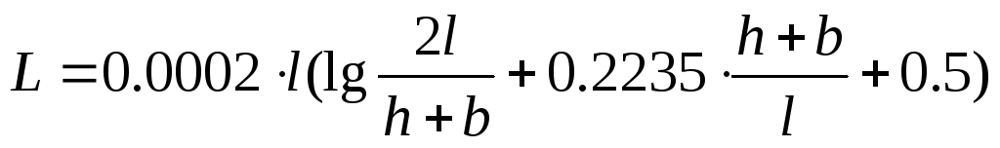 L = 0.0002 · l(lg 2l/(h + b) + 0.2235 · (h + b)/l + 0.5)